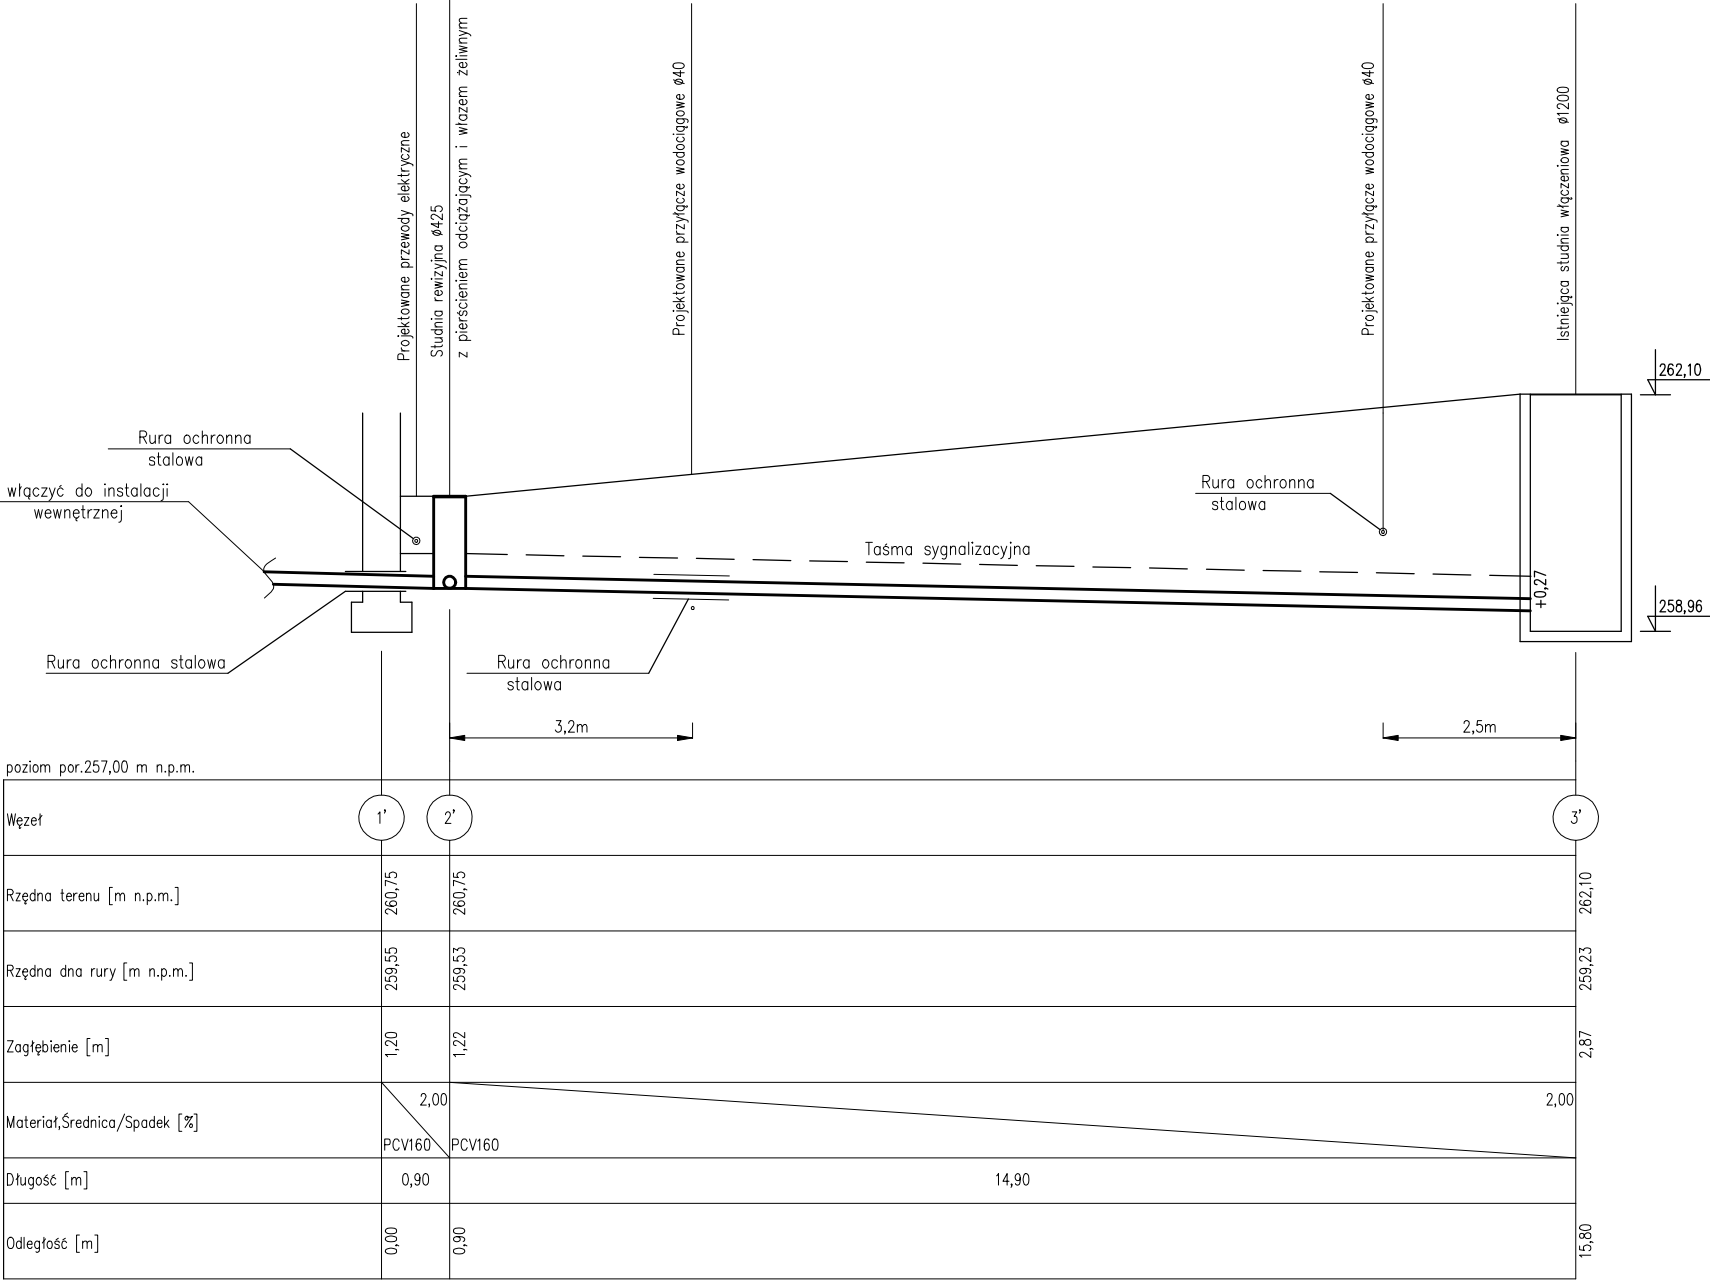 Projektowane przewody elektryczne
Studnia rewizyjna ø425
z pierścieniem odciążającym i włazem żeliwnym
Projektowane przyłącze wodociągowe ø40
Projektowane przyłącze wodociągowe ø40
Istniejąca studnia włączeniowa ø1200
262,10
Rura ochronna
stalowa
włączyć do instalacji
wewnętrznej
Rura ochronna
stalowa
Taśma sygnalizacyjna
+0,27
258,96
Rura ochronna stalowa
Rura ochronna
stalowa
3,2m
2,5m
poziom por.257,00 m n.p.m.
Węzeł 1' 2' 3'
Rzędna terenu [m n.p.m.] 260,75 260,75 262,10
Rzędna dna rury [m n.p.m.] 259,55 259,53 259,23
Zagłębienie [m] 1,20 1,22 2,87
2,00 2,00
Materiał,Średnica/Spadek [%]
PCV160 PCV160
Długość [m] 0,90 14,90
Odległość [m] 0,00 0,90 15,80